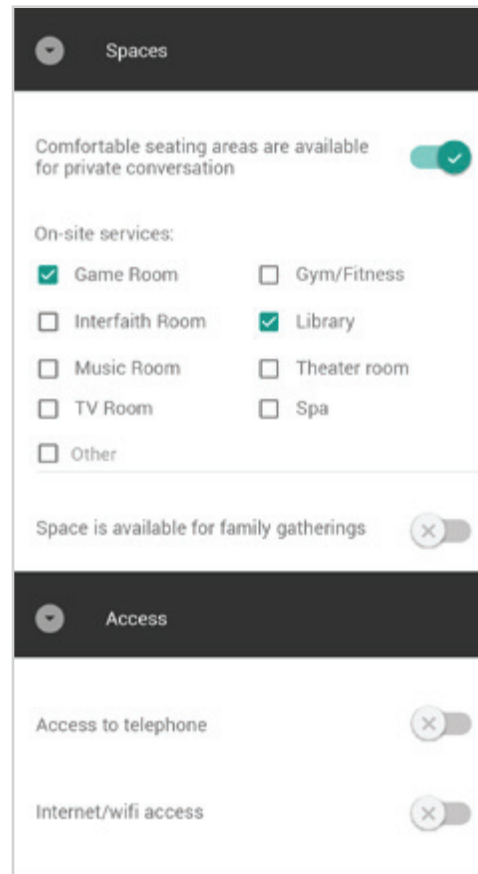 Spaces
Comfortable seating areas are available
for private conversation
On-site services:
Game Room Gym/Fitness
Interfaith Room Library
Music Room Theater room
TV Room Spa
Other
Space is available for family gatherings
Access
Access to telephone
Internet/wifi access